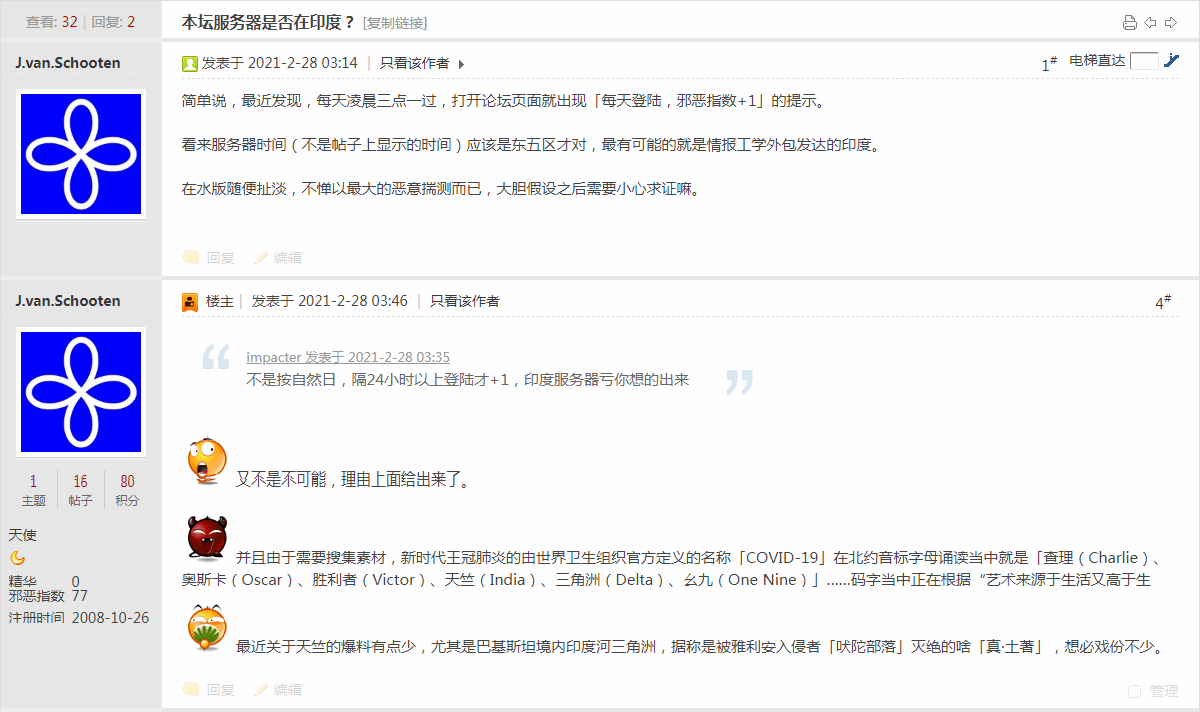 查看: 32 | 回复: 2
本坛服务器是否在印度？ [复制链接]
J.van.Schooten
发表于 2021-2-28 03:14 | 只看该作者
1# 电梯直达
简单说，最近发现，每天凌晨三点一过，打开论坛页面就出现「每天登陆，邪恶指数+1」的提示。
看来服务器时间（不是帖子上显示的时间）应该是东五区才对，最有可能的就是情报工学外包发达的印度。
在水版随便扯淡，不惮以最大的恶意揣测而已，大胆假设之后需要小心求证嘛。
回复 编辑
J.van.Schooten
楼主 | 发表于 2021-2-28 03:46 | 只看该作者
4#
impacter 发表于 2021-2-28 03:35
不是按自然日，隔24小时以上登陆才+1，印度服务器亏你想的出来
又不是不可能，理由上面给出来了。
1 16 80
主题 帖子 积分
天使
精华 0
邪恶指数 77
注册时间 2008-10-26
并且由于需要搜集素材，新时代王冠肺炎的由世界卫生组织官方定义的名称「COVID-19」在北约音标字母诵读当中就是「查理（Charlie）、
奥斯卡（Oscar）、胜利者（Victor）、天竺（India）、三角洲（Delta）、幺九（One Nine）」......码字当中正在根据“艺术来源于生活又高于生
最近关于天竺的爆料有点少，尤其是巴基斯坦境内印度河三角洲，据称是被雅利安入侵者「吠陀部落」灭绝的啥「真·土著」，想必戏份不少。
回复 编辑
管理